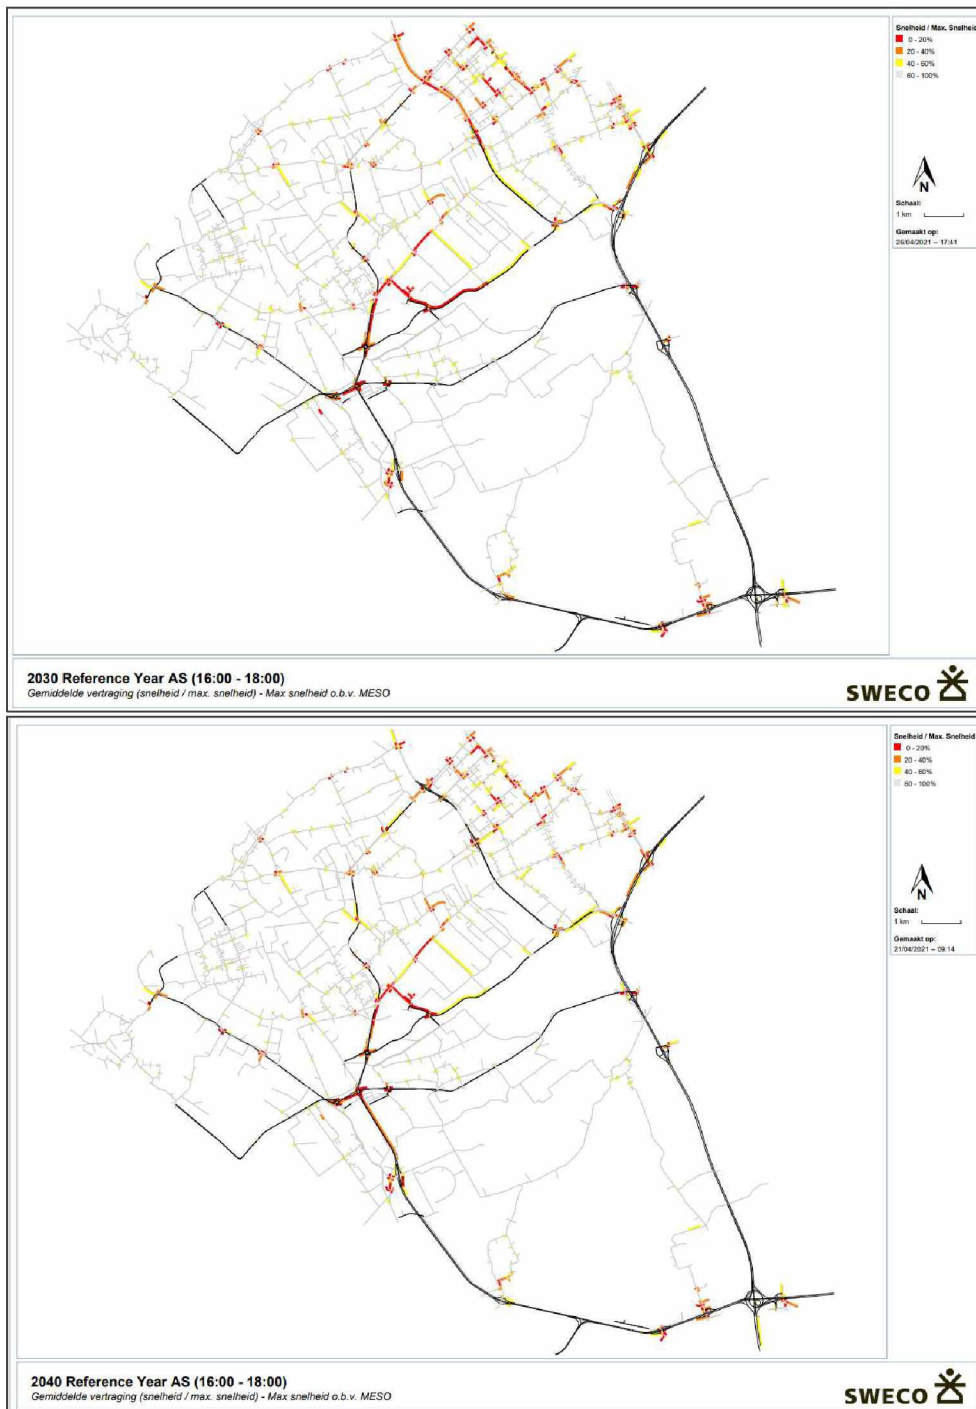 Snelheid / Max. Snelheid
0 - 20%
20 - 40%
40 - 60%
60 - 100%
N
Schaal:
1 km
Gemaakt op:
26/04/2021 – 17:41
2030 Reference Year AS (16:00 - 18:00)
Gemiddelde vertraging (snelheid / max. snelheid) - Max snelheid o.b.v. MESO
SWECO
Snelheid / Max. Snelheid
0 - 20%
20 - 40%
40 - 60%
60 - 100%
N
Schaal:
1 km
Gemaakt op:
21/04/2021 – 09:14
2040 Reference Year AS (16:00 - 18:00)
Gemiddelde vertraging (snelheid / max. snelheid) - Max snelheid o.b.v. MESO
SWECO